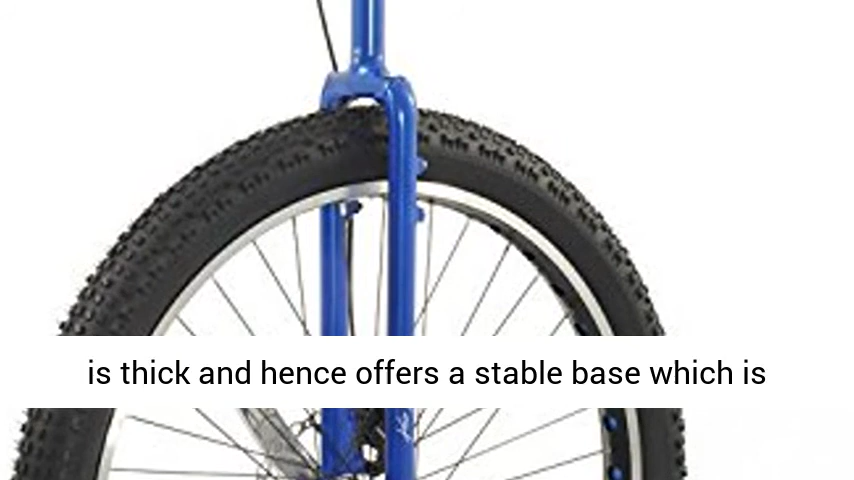 is thick and hence offers a stable base which is